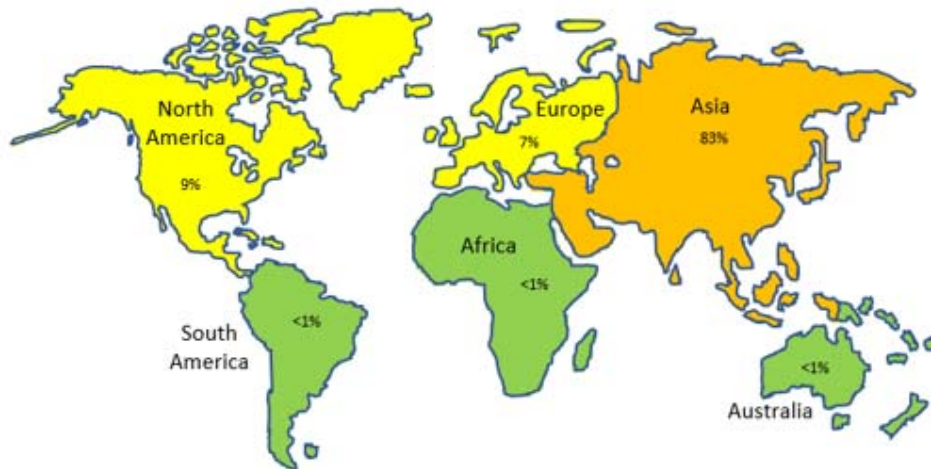 North
America
9%
Europe
7%
Asia
83%
Africa
<1%
South
America
<1%
<1%
Australia